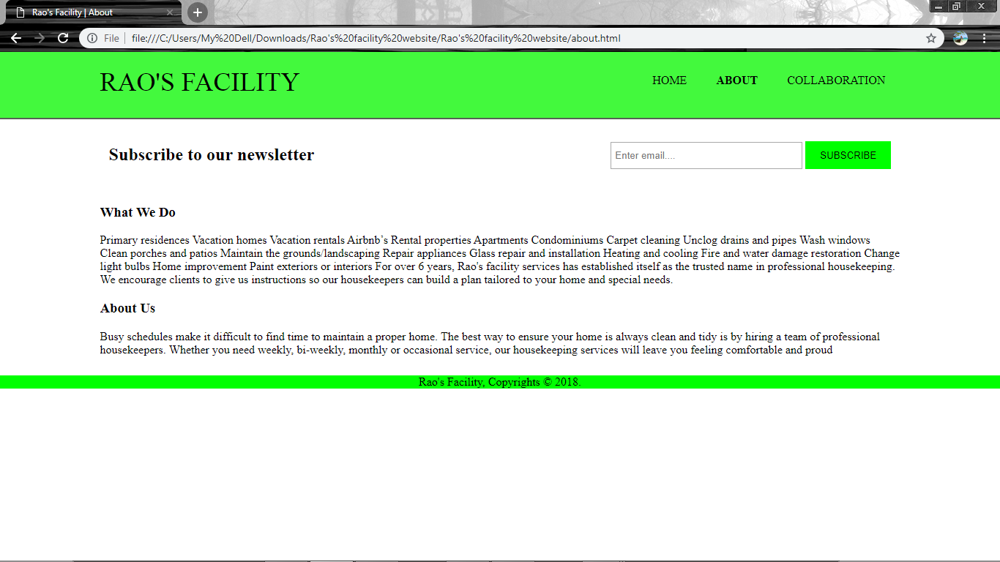 Rao's Facility | About
File
file:///C:/Users/My%20Dell/Downloads/Rao's%20facility%20website/Rao's%20facility%20website/about.html
RAO'S FACILITY
HOME ABOUT COLLABORATION
Subscribe to our newsletter
Enter email.... SUBSCRIBE
What We Do
Primary residences Vacation homes Vacation rentals Airbnb’s Rental properties Apartments Condominiums Carpet cleaning Unclog drains and pipes Wash windows
Clean porches and patios Maintain the grounds/landscaping Repair appliances Glass repair and installation Heating and cooling Fire and water damage restoration Change
light bulbs Home improvement Paint exteriors or interiors For over 6 years, Rao's facility services has established itself as the trusted name in professional housekeeping.
We encourage clients to give us instructions so our housekeepers can build a plan tailored to your home and special needs.
About Us
Busy schedules make it difficult to find time to maintain a proper home. The best way to ensure your home is always clean and tidy is by hiring a team of professional
housekeepers. Whether you need weekly, bi-weekly, monthly or occasional service, our housekeeping services will leave you feeling comfortable and proud
Rao's Facility, Copyrights © 2018.